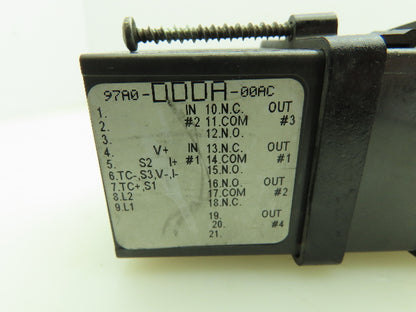 97A0-DDDA-00AC
1. IN 10.N.C. OUT
2. #2 11.COM #3
3. 12.N.O.
4. V+ IN 13.N.C. OUT
5. S2 I+ #1 14.COM #1
6.TC-,S3,V-,I- 15.N.O.
7.TC+,S1 16.N.O. OUT
8.L2 17.COM #2
9.L1 18.N.C.
19. OUT
20. #4
21.